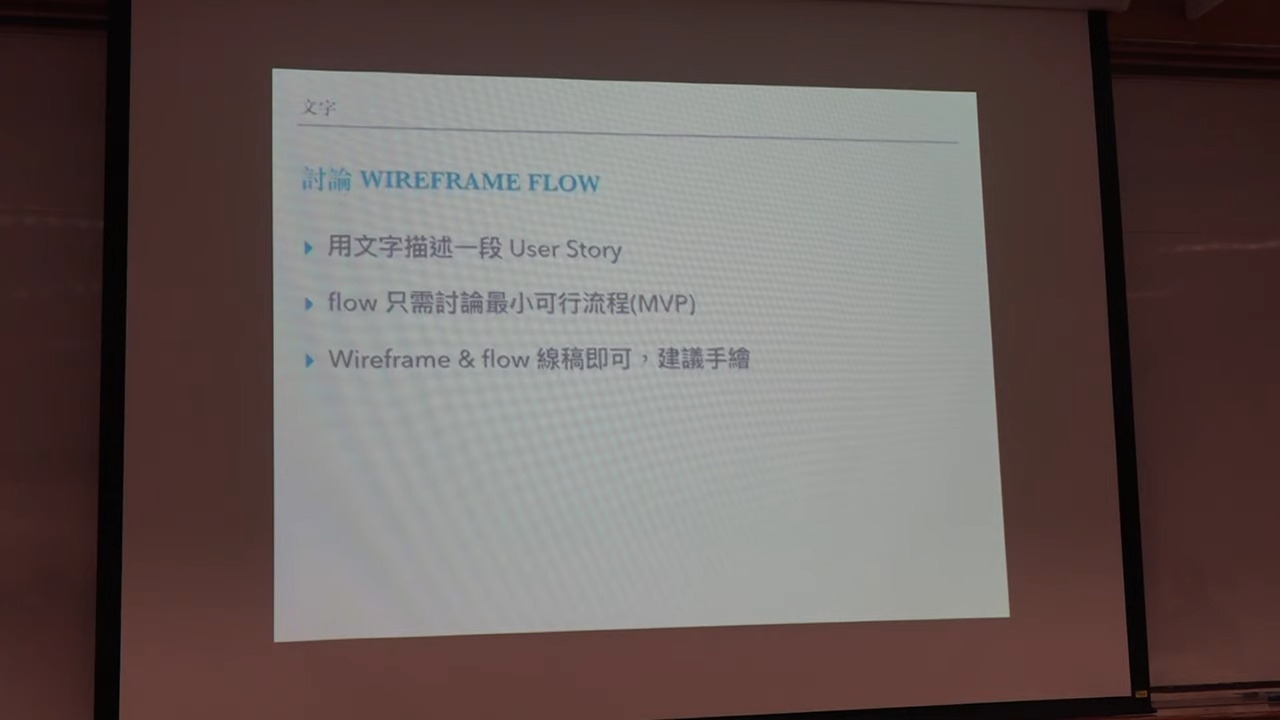 文字
討論 WIREFRAME FLOW
用文字描述一段 User Story
flow 只需討論最小可行流程(MVP)
Wireframe & flow 線稿即可，建議手繪